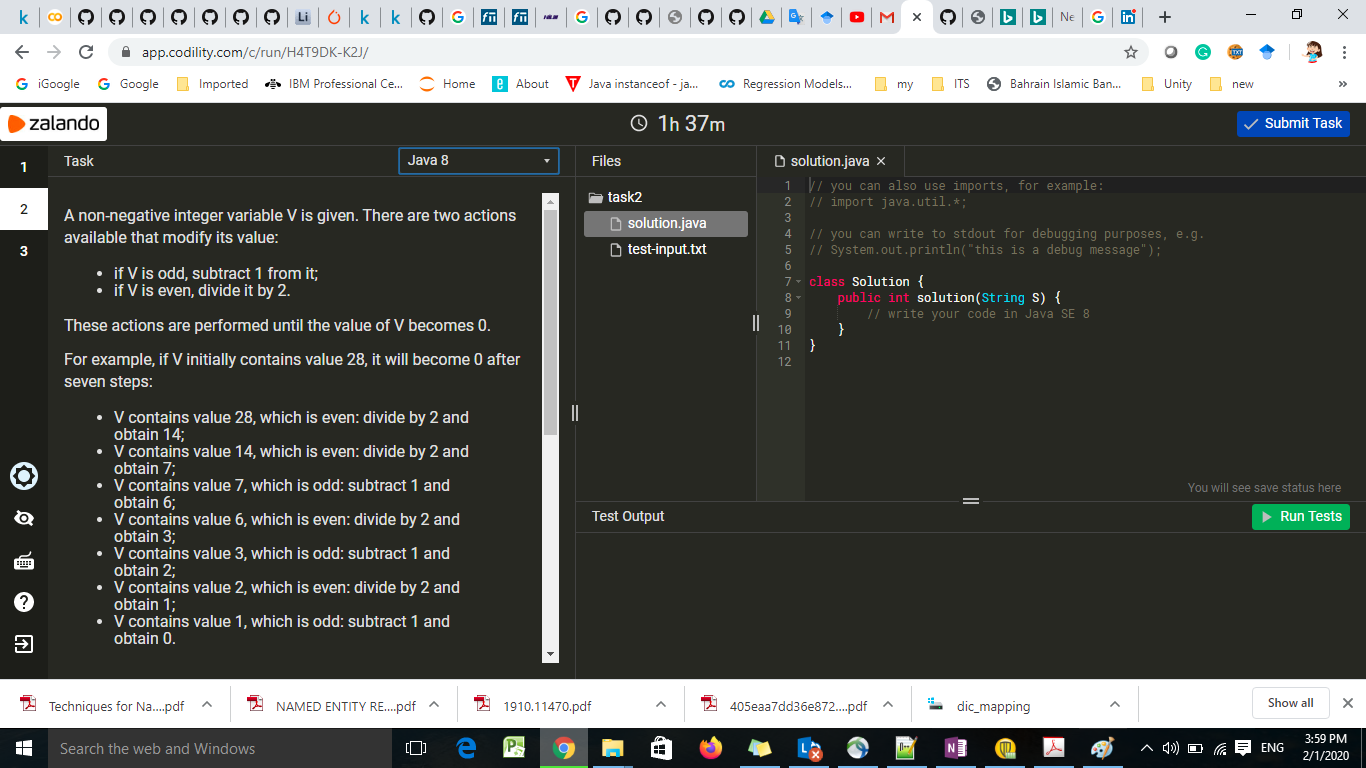 Li
Ne
app.codility.com/c/run/H4T9DK-K2J/
iGoogle
Google
Imported
IBM Professional Ce...
Home
About
Java instanceof - ja...
Regression Models...
my
ITS
Bahrain Islamic Ban...
Unity
new
»
zalando
1h 37m
Submit Task
1
2
3
Task
Java 8
A non-negative integer variable V is given. There are two actions
available that modify its value:
• if V is odd, subtract 1 from it;
• if V is even, divide it by 2.
These actions are performed until the value of V becomes 0.
For example, if V initially contains value 28, it will become 0 after
seven steps:
• V contains value 28, which is even: divide by 2 and
obtain 14;
• V contains value 14, which is even: divide by 2 and
obtain 7;
• V contains value 7, which is odd: subtract 1 and
obtain 6;
• V contains value 6, which is even: divide by 2 and
obtain 3;
• V contains value 3, which is odd: subtract 1 and
obtain 2;
• V contains value 2, which is even: divide by 2 and
obtain 1;
• V contains value 1, which is odd: subtract 1 and
obtain 0.
Files
task2
solution.java
test-input.txt
solution.java ×
1 // you can also use imports, for example:
2 // import java.util.*;
3
4 // you can write to stdout for debugging purposes, e.g.
5 // System.out.println("this is a debug message");
6
7 class Solution {
8 public int solution(String S) {
9 // write your code in Java SE 8
10 }
11 }
12
You will see save status here
Test Output
Run Tests
Techniques for Na....pdf
NAMED ENTITY RE....pdf
1910.11470.pdf
405eaa7dd36e872....pdf
dic_mapping
Show all
Search the web and Windows
ENG
3:59 PM
2/1/2020